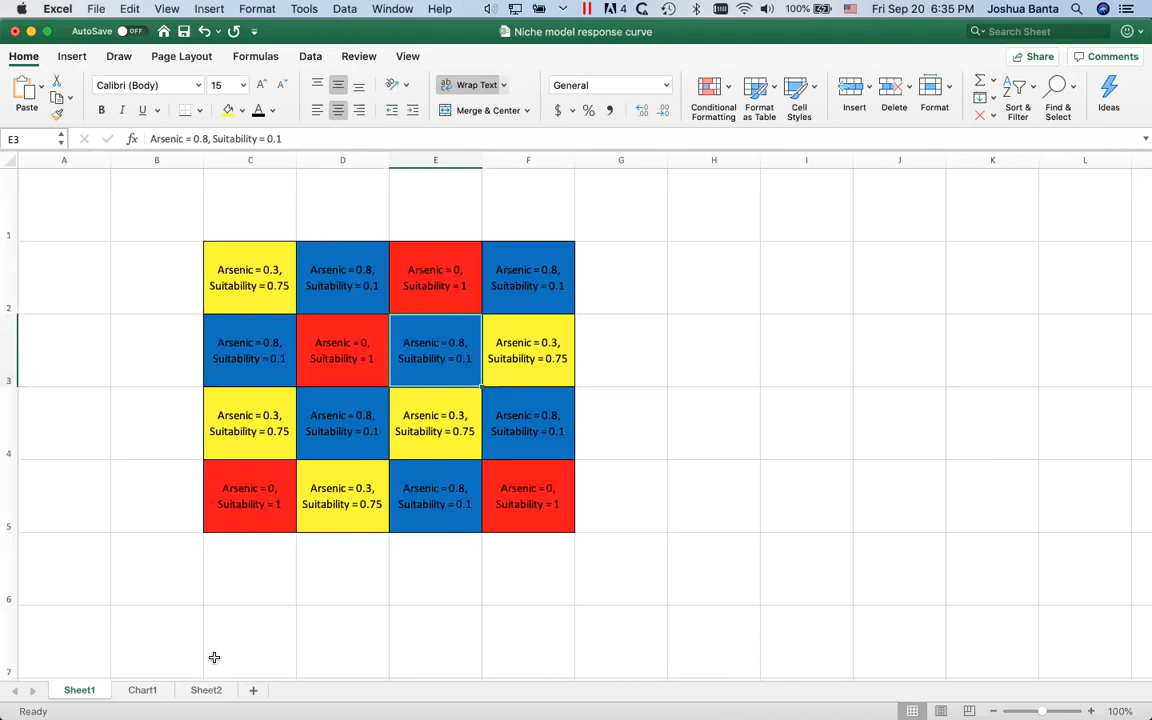 Excel File Edit View Insert Format Tools Data Window Help 4 100% Fri Sep 20 6:35 PM Joshua Banta
AutoSave OFF Niche model response curve Search Sheet
Home Insert Draw Page Layout Formulas Data Review View Share Comments
Paste Calibri (Body) 15 A A Wrap Text General Conditional Formatting Format as Table Cell Styles Insert Delete Format Sort & Filter Find & Select Ideas
B I U A Merge & Center $ % 9
E3 fx Arsenic = 0.8, Suitability = 0.1
A B C D E F G H I J K L
1
Arsenic = 0.3, Arsenic = 0.8, Arsenic = 0, Arsenic = 0.8,
Suitability = 0.75 Suitability = 0.1 Suitability = 1 Suitability = 0.1
2
Arsenic = 0.8, Arsenic = 0, Arsenic = 0.8, Arsenic = 0.3,
Suitability = 0.1 Suitability = 1 Suitability = 0.1 Suitability = 0.75
3
Arsenic = 0.3, Arsenic = 0.8, Arsenic = 0.3, Arsenic = 0.8,
Suitability = 0.75 Suitability = 0.1 Suitability = 0.75 Suitability = 0.1
4
Arsenic = 0, Arsenic = 0.3, Arsenic = 0.8, Arsenic = 0,
Suitability = 1 Suitability = 0.75 Suitability = 0.1 Suitability = 1
5
6
7
Sheet1 Chart1 Sheet2 +
Ready 100%